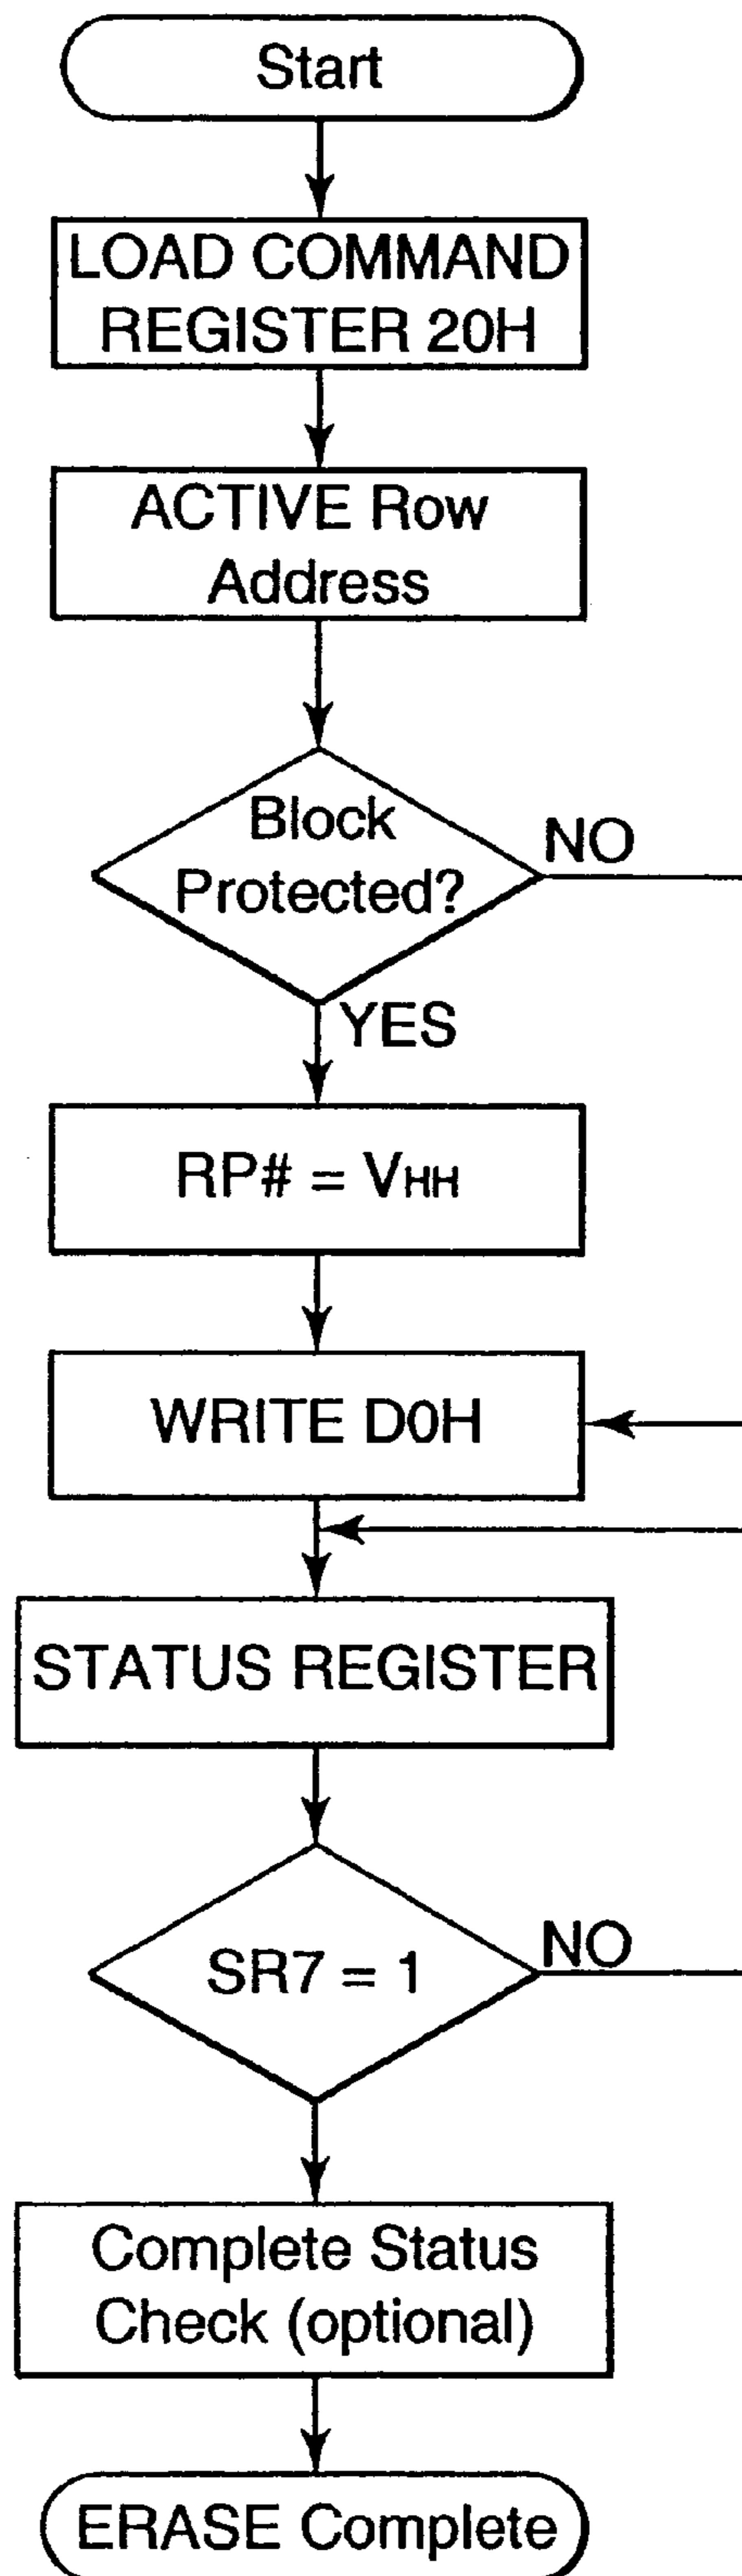 Start
LOAD COMMAND
REGISTER 20H
ACTIVE Row
Address
Block
Protected?
NO
YES
RP# = VHH
WRITE D0H
STATUS REGISTER
SR7 = 1
NO
Complete Status
Check (optional)
ERASE Complete